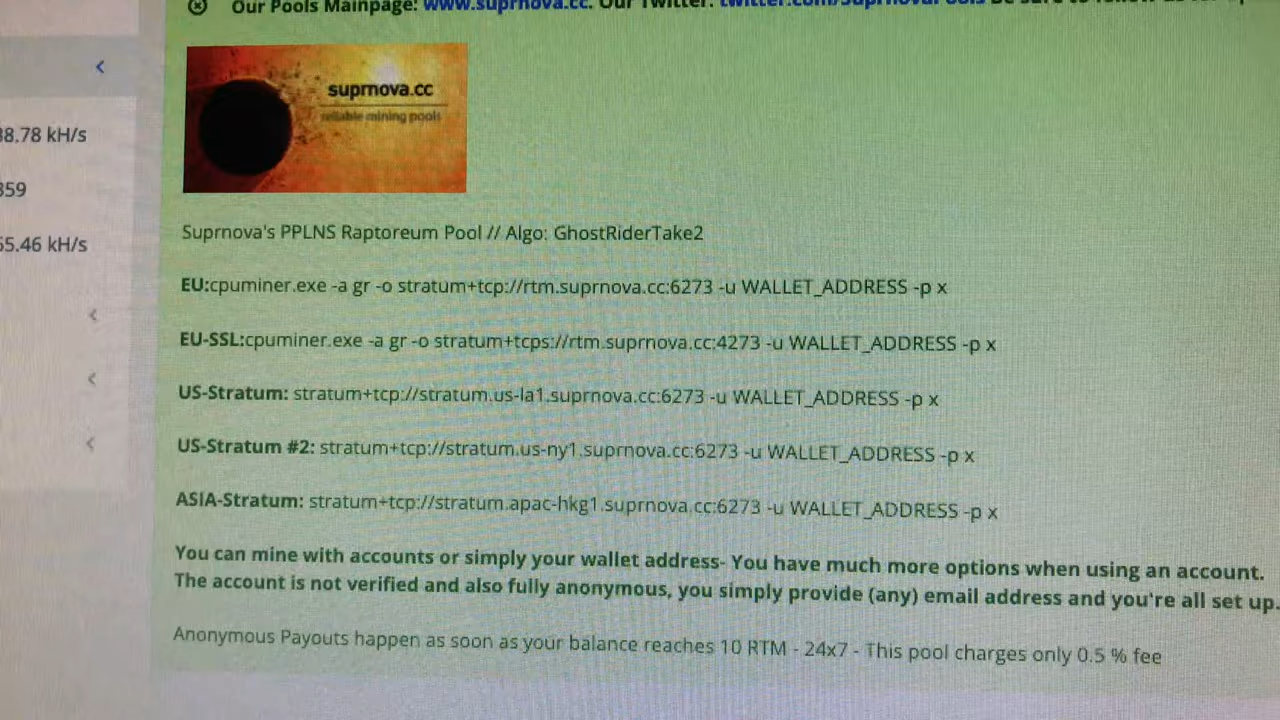 Our Pools Mainpage: www.suprnova.cc. Our Twitter:
suprnova.cc
reliable mining pools
8.78 kH/s
359
5.46 kH/s
Suprnova's PPLNS Raptoreum Pool // Algo: GhostRiderTake2
EU:cpuminer.exe -a gr -o stratum+tcp://rtm.suprnova.cc:6273 -u WALLET_ADDRESS -p x
EU-SSL:cpuminer.exe -a gr -o stratum+tcps://rtm.suprnova.cc:4273 -u WALLET_ADDRESS -p x
US-Stratum: stratum+tcp://stratum.us-la1.suprnova.cc:6273 -u WALLET_ADDRESS -p x
US-Stratum #2: stratum+tcp://stratum.us-ny1.suprnova.cc:6273 -u WALLET_ADDRESS -p x
ASIA-Stratum: stratum+tcp://stratum.apac-hkg1.suprnova.cc:6273 -u WALLET_ADDRESS -p x
You can mine with accounts or simply your wallet address- You have much more options when using an account.
The account is not verified and also fully anonymous, you simply provide (any) email address and you're all set up.
Anonymous Payouts happen as soon as your balance reaches 10 RTM - 24x7 - This pool charges only 0.5 % fee